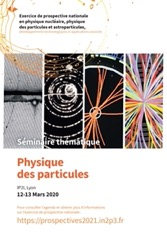 Exercice de prospective nationale
en physique nucléaire, physique
des particules et astroparticules,
Séminaire thématique
Physique
des particules
IP2I, Lyon
12-13 Mars 2020
Pour consulter l'agenda et obtenir plus d'informations
sur l'exercice de prospective nationale :
https://prospectives2021.in2p3.fr